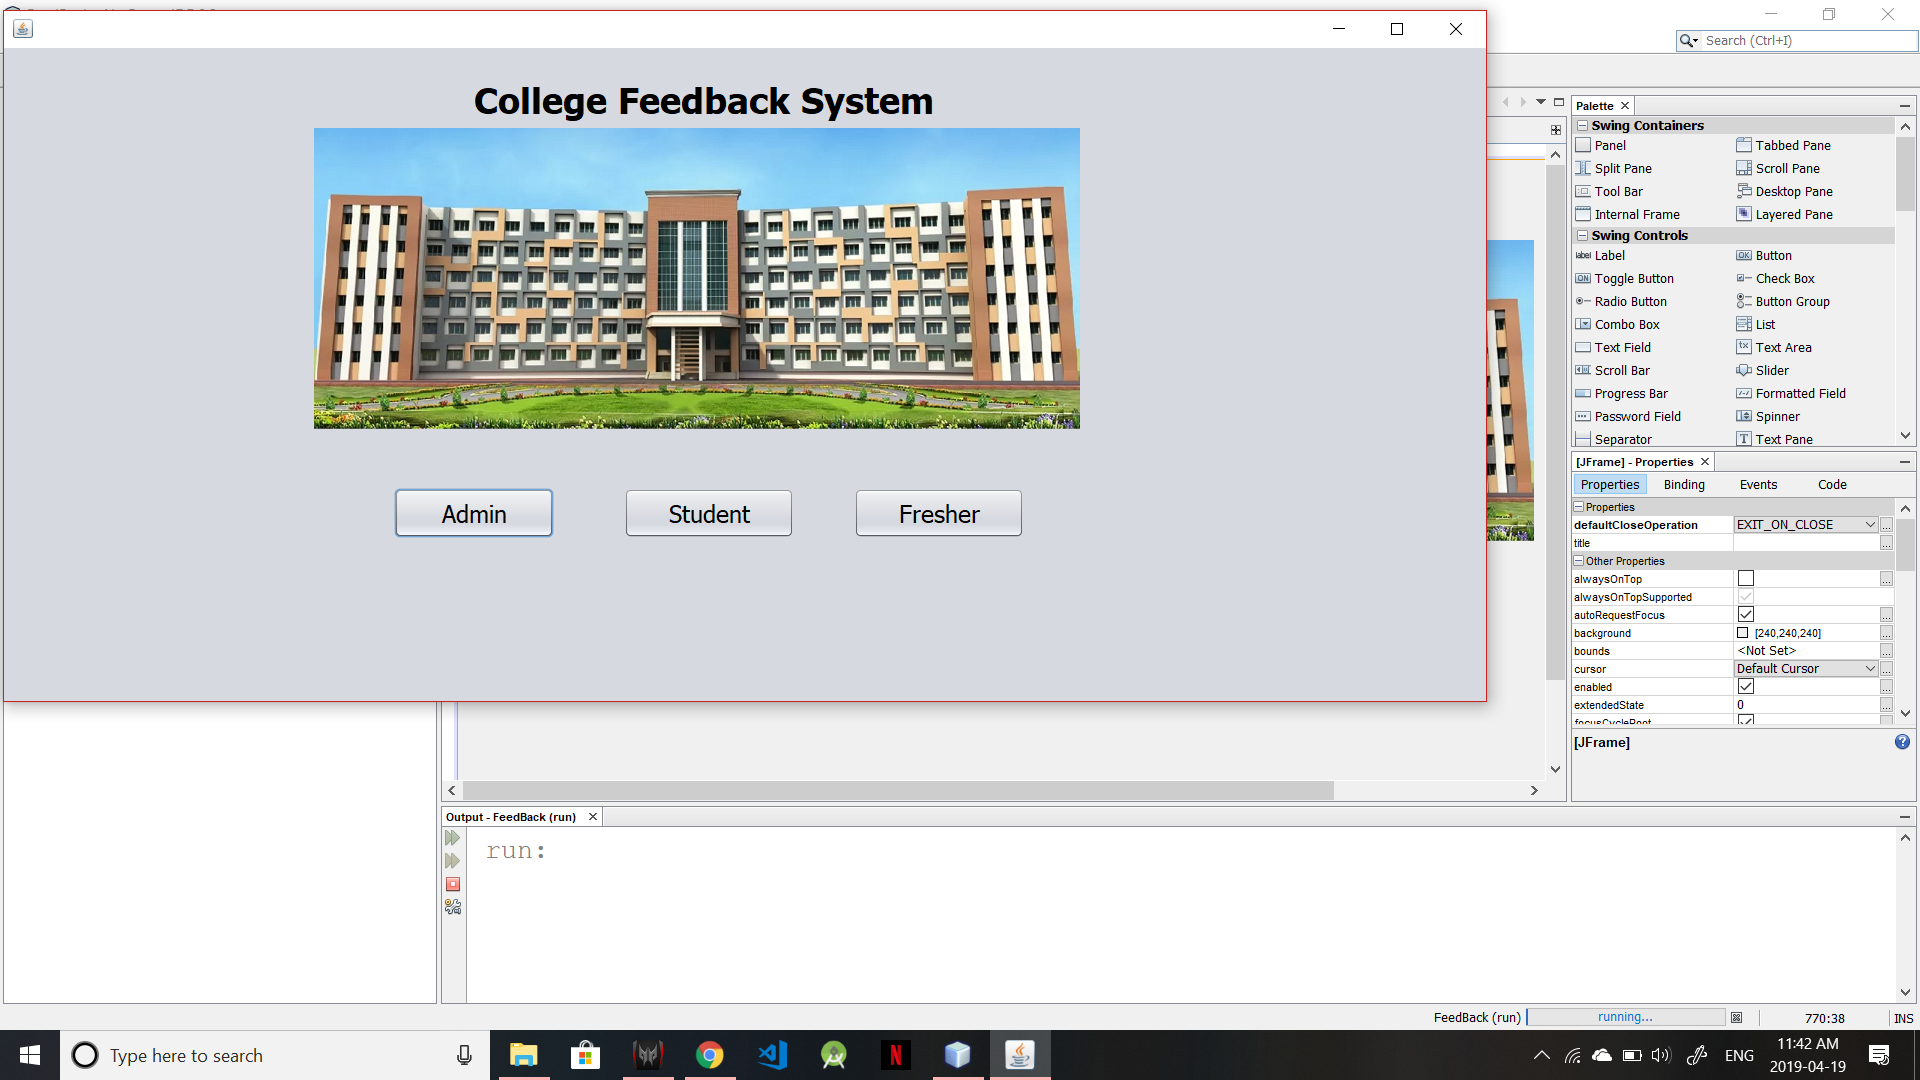 College Feedback System
Admin
Student
Fresher
Search (Ctrl+I)
Palette
Swing Containers
Panel
Tabbed Pane
Split Pane
Scroll Pane
Tool Bar
Desktop Pane
Internal Frame
Layered Pane
Swing Controls
label Label
OK Button
ON Toggle Button
Check Box
Radio Button
Button Group
Combo Box
List
Text Field
Text Area
Scroll Bar
Slider
Progress Bar
Formatted Field
Password Field
Spinner
Separator
T Text Pane
[JFrame] - Properties
Properties
Binding
Events
Code
Properties
defaultCloseOperation
EXIT_ON_CLOSE
...
title
...
Other Properties
alwaysOnTop
...
alwaysOnTopSupported
autoRequestFocus
...
background
[240,240,240]
...
bounds
<Not Set>
...
cursor
Default Cursor
...
enabled
...
extendedState
0
...
focusCycleRoot
[JFrame]
?
Output - FeedBack (run)
run:
FeedBack (run)
running...
770:38
INS
Type here to search
N
ENG
11:42 AM
2019-04-19